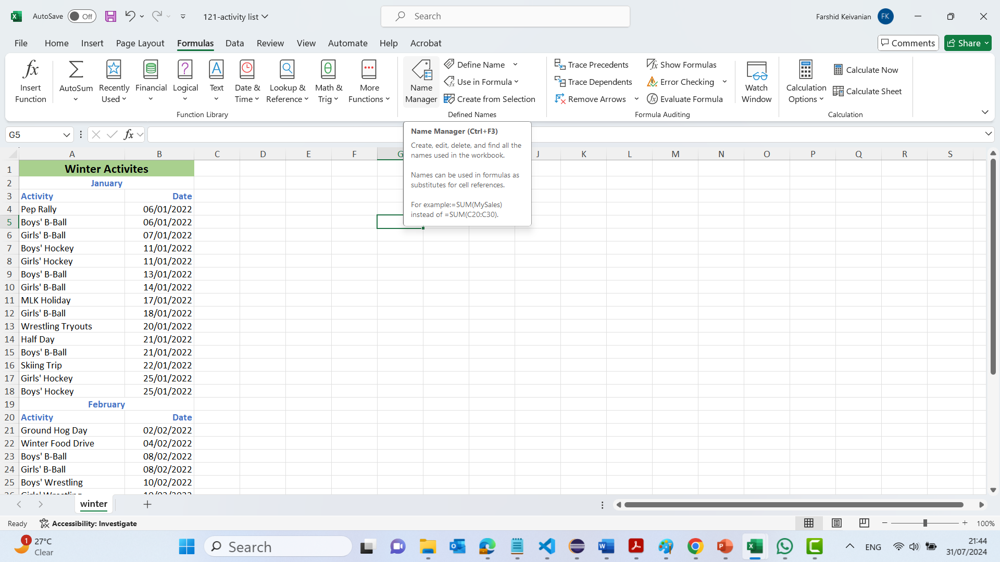 AutoSave Off 121-activity list Search Farshid Keivanian FK
File Home Insert Page Layout Formulas Data Review View Automate Help Acrobat Comments Share
Insert Function AutoSum Recently Used Financial Logical Text Date & Time Lookup & Reference Math & Trig More Functions
Function Library
Name Manager Define Name Use in Formula Create from Selection
Defined Names
Trace Precedents Show Formulas
Trace Dependents Error Checking
Remove Arrows Evaluate Formula
Formula Auditing
Watch Window
Calculation Options Calculate Now Calculate Sheet
Calculation
G5 fx
Name Manager (Ctrl+F3)
Create, edit, delete, and find all the
names used in the workbook.
Names can be used in formulas as
substitutes for cell references.
For example:=SUM(MySales)
instead of =SUM(C20:C30).
A B C D E F G J K L M N O P Q R S
1 Winter Activites
2 January
3 Activity Date
4 Pep Rally 06/01/2022
5 Boys' B-Ball 06/01/2022
6 Girls' B-Ball 07/01/2022
7 Boys' Hockey 11/01/2022
8 Girls' Hockey 11/01/2022
9 Boys' B-Ball 13/01/2022
10 Girls' B-Ball 14/01/2022
11 MLK Holiday 17/01/2022
12 Girls' B-Ball 18/01/2022
13 Wrestling Tryouts 20/01/2022
14 Half Day 21/01/2022
15 Boys' B-Ball 21/01/2022
16 Skiing Trip 22/01/2022
17 Girls' Hockey 25/01/2022
18 Boys' Hockey 25/01/2022
19 February
20 Activity Date
21 Ground Hog Day 02/02/2022
22 Winter Food Drive 04/02/2022
23 Boys' B-Ball 08/02/2022
24 Girls' B-Ball 08/02/2022
25 Boys' Wrestling 10/02/2022
winter
Ready Accessibility: Investigate 100%
1 27°C
Clear
Search
ENG
21:44
31/07/2024